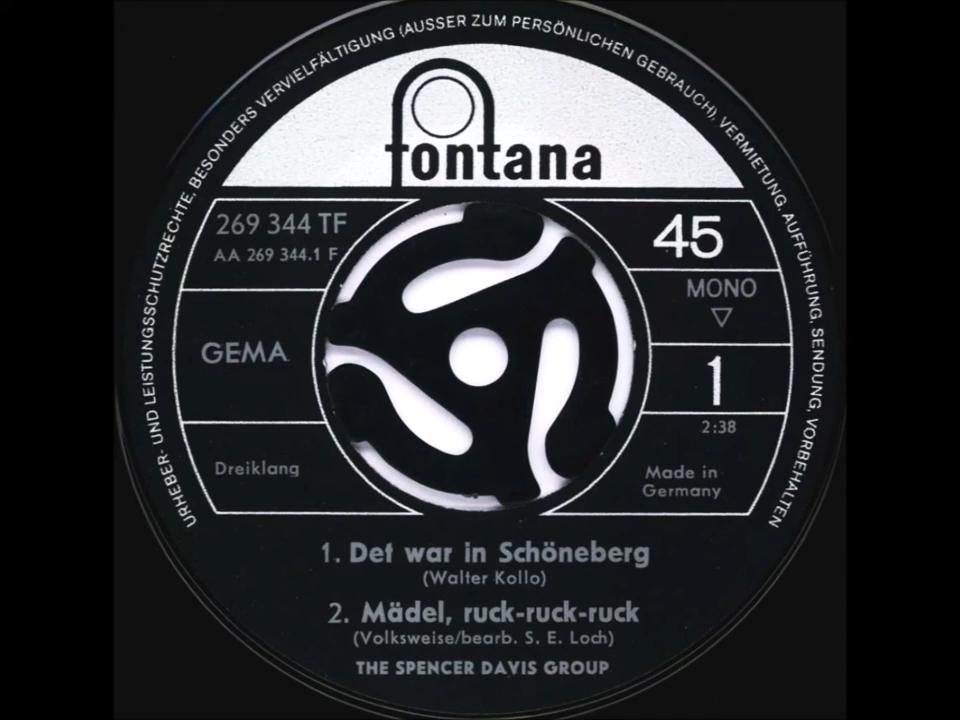 URHEBER- UND LEISTUNGSSCHUTZRECHTE, BESONDERS VERVIELFÄLTIGUNG (AUSSER ZUM PERSÖNLICHEN GEBRAUCH), VERMIETUNG, AUFFÜHRUNG, SENDUNG, VORBEHALTEN
fontana
269 344 TF
AA 269 344.1 F
45
MONO
GEMA
1
2:38
Dreiklang
Made in
Germany
1. Det war in Schöneberg
(Walter Kollo)
2. Mädel, ruck-ruck-ruck
(Volksweise/bearb. S. E. Loch)
THE SPENCER DAVIS GROUP